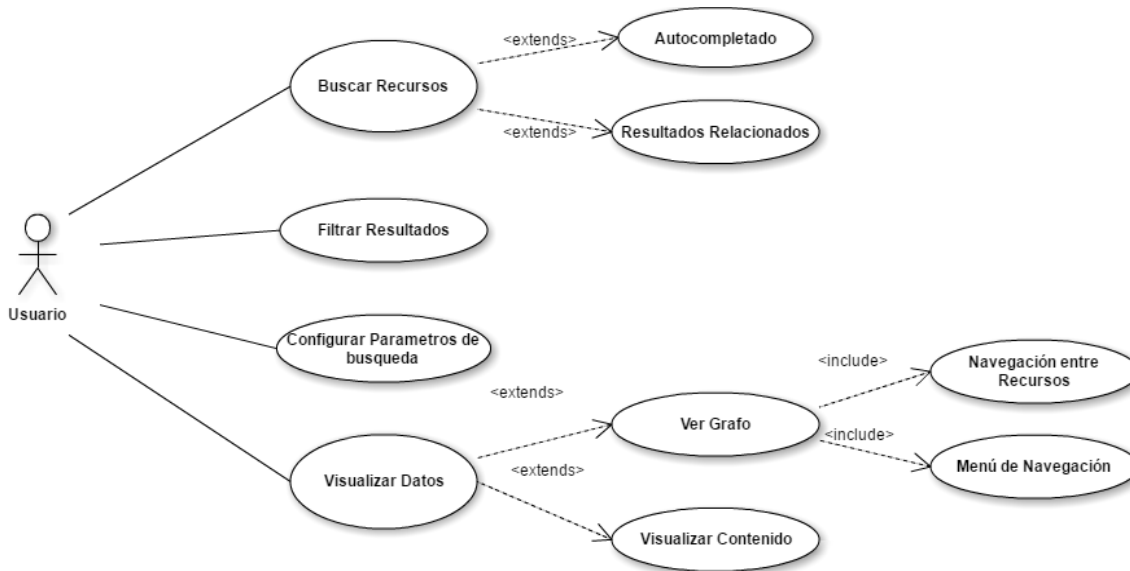 <extends>
Autocompletado
Buscar Recursos
<extends>
Resultados Relacionados
Filtrar Resultados
Usuario
Configurar Parametros de
busqueda
<include>
Navegación entre
Recursos
<extends>
Ver Grafo
<include>
Menú de Navegación
<extends>
Visualizar Datos
Visualizar Contenido